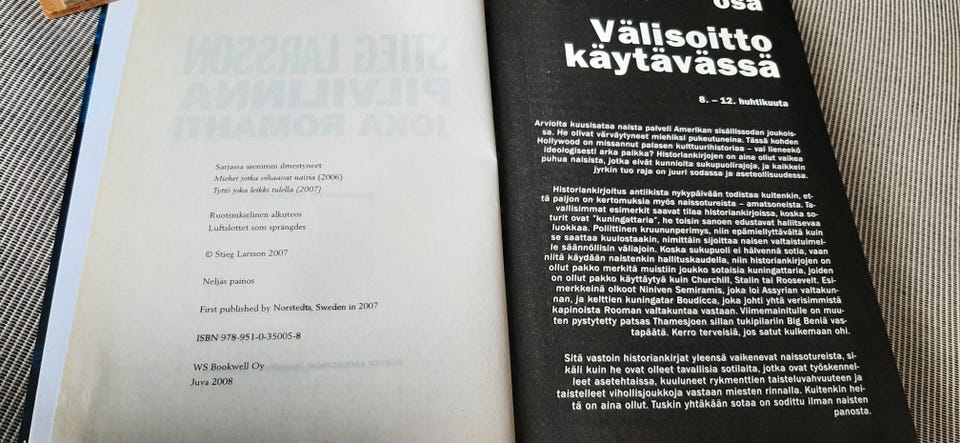 STIEG LARSSON
PILVILINNA
JOKA ROMAHTI
Sarjassa aiemmin ilmestyneet
Miehet jotka vihaavat naisia (2006)
Tyttö joka leikki tulella (2007)
Ruotsinkielinen alkuteos
Luftslottet som sprängdes
© Stieg Larsson 2007
Neljäs painos
First published by Norstedts, Sweden in 2007
ISBN 978-951-0-35005-8
WS Bookwell Oy
Juva 2008
osa
Välisoitto
käytävässä
8. – 12. huhtikuuta
Arviolta kuusisataa naista palveli Amerikan sisällissodan joukois-
sa. He olivat värväytyneet miehiksi pukeutuneina. Tässä kohden
Hollywood on missannut palasen kulttuurihistoriaa – vai lieneekö
ideologisesti arka paikka? Historiankirjojen on aina ollut vaikea
puhua naisista, jotka eivät kunnioita sukupuolirajoja, ja kaikkein
jyrkin tuo raja on juuri sodassa ja aseteollisuudessa.
Historiankirjoitus antiikista nykypäivään todistaa kuitenkin, et-
tä paljon on kertomuksia myös naissotureista – amatsoneista. Ta-
vallisimmat esimerkit saavat tilaa historiankirjoissa, koska so-
turit ovat "kuningattaria", he toisin sanoen edustavat hallitsevaa
luokkaa. Poliittinen kruununperimys, niin epämiellyttävältä kuin
se saattaa kuulostaakin, nimittäin sijoittaa naisen valtaistuimel-
le säännöllisin väliajoin. Koska sukupuoli ei hälvennä sotia, vaan
niitä käydään naistenkin hallituskaudella, niin historiankirjojen on
ollut pakko merkitä muistiin joukko sotaisia kuningattaria, joiden
on ollut pakko käyttäytyä kuin Churchill, Stalin tai Roosevelt. Esi-
merkkeinä olkoot Niniven Semiramis, joka loi Assyrian valtakun-
nan, ja kelttien kuningatar Boudicca, joka johti yhtä verisimmistä
kapinoista Rooman valtakuntaa vastaan. Viimemainitulle on muu-
ten pystytetty patsas Thamesjoen sillan tukipilariin Big Beniä vas-
tapäätä. Kerro terveisiä, jos satut kulkemaan ohi.
Sitä vastoin historiankirjat yleensä vaikenevat naissotureista, si-
käli kuin he ovat olleet tavallisia sotilaita, jotka ovat työskennel-
leet asetehtaissa, kuuluneet rykmenttien taisteluvahvuuteen ja
taistelleet vihollisjoukkoja vastaan miesten rinnalla. Kuitenkin hei-
tä on aina ollut. Tuskin yhtäkään sotaa on sodittu ilman naisten
panosta.